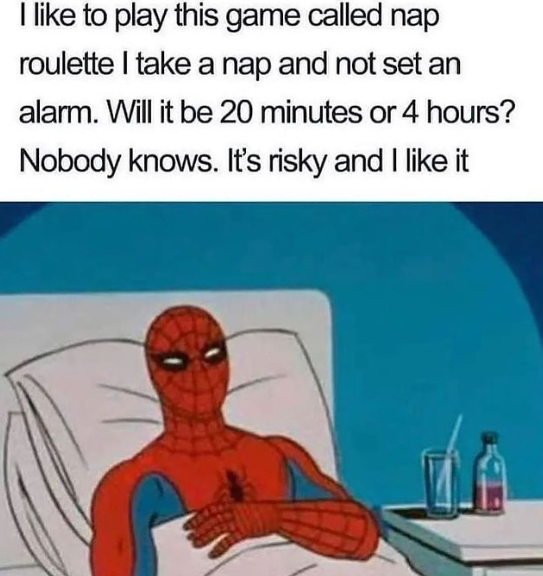 I like to play this game called nap
roulette I take a nap and not set an
alarm. Will it be 20 minutes or 4 hours?
Nobody knows. It's risky and I like it